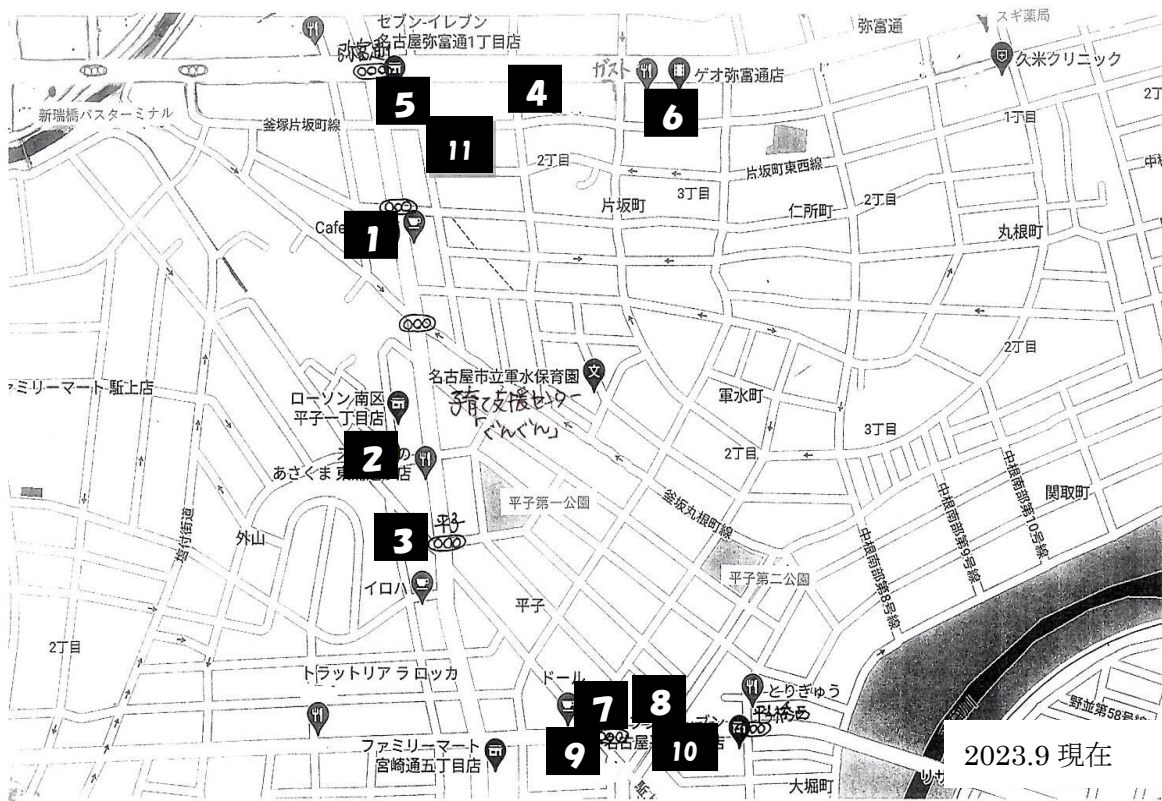 スギ薬局
セブン-イレブン
名古屋弥富通1丁目店
弥富通
弥富通1
ガスト
ゲオ弥富通店
久米クリニック
5
4
6
2丁
新瑞橋バスターミナル
釜塚片坂町線
11
1丁目
2丁目
片坂町東西線
3丁目
片坂町
仁所町
2丁目
丸根町
Cafe
1
2丁目
名古屋市立軍水保育園
子育て支援センター
「ぐんぐん」
ァミリーマート 駈上店
ローソン 南区
平子一丁目店
軍水町
3丁目
2丁目
2
あさくま
店
関取町
平子第一公園
釜坂丸根町線
中根南部第10号線
中根南部第9号線
中根南部第8号線
塩付街道
外山
3
平子
平子第二公園
イロハ
平子
2丁目
トラットリア ラ ロッカ
ドール
とりぎゅう
7
8
野並第58号線
ファミリーマート
宮崎通五丁目店
9
10
店
大堀町
2023.9 現在